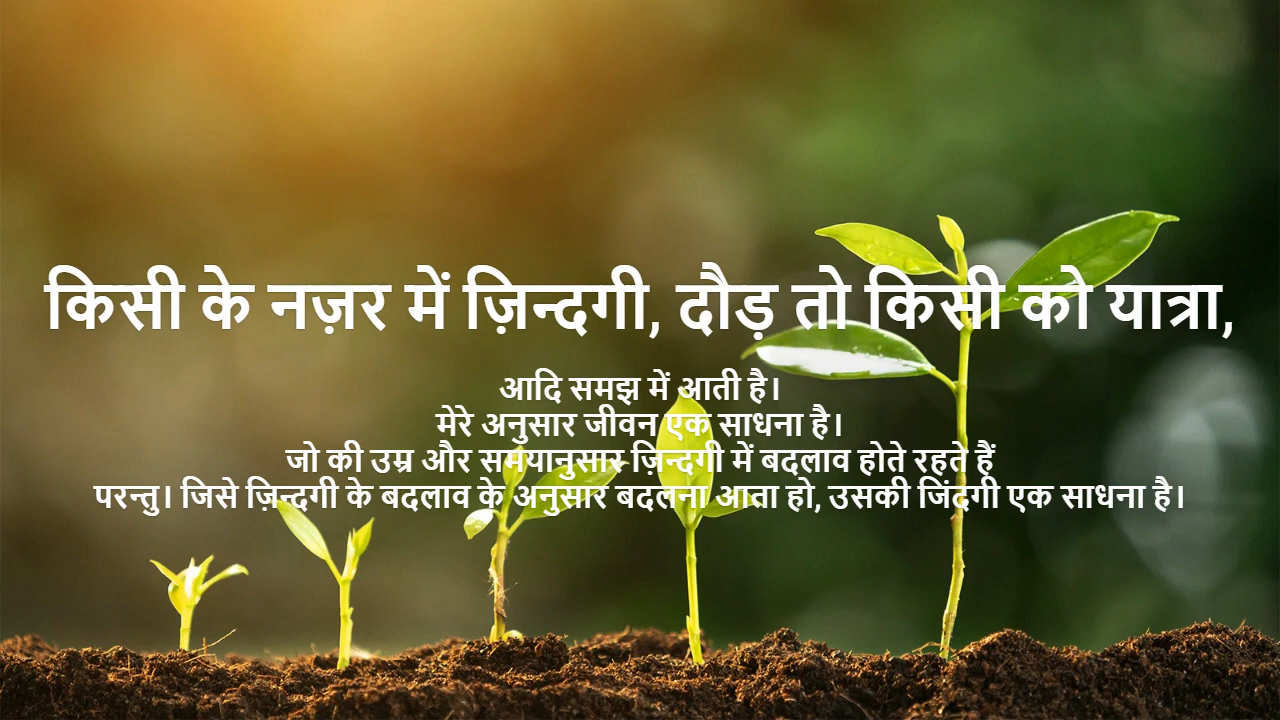 किसी के नज़र में ज़िन्दगी, दौड़ तो किसी को यात्रा,
आदि समझ में आती है।
मेरे अनुसार जीवन एक साधना है।
जो की उम्र और समयानुसार ज़िन्दगी में बदलाव होते रहते हैं
परन्तु। जिसे ज़िन्दगी के बदलाव के अनुसार बदलना आता हो, उसकी जिंदगी एक साधना है।